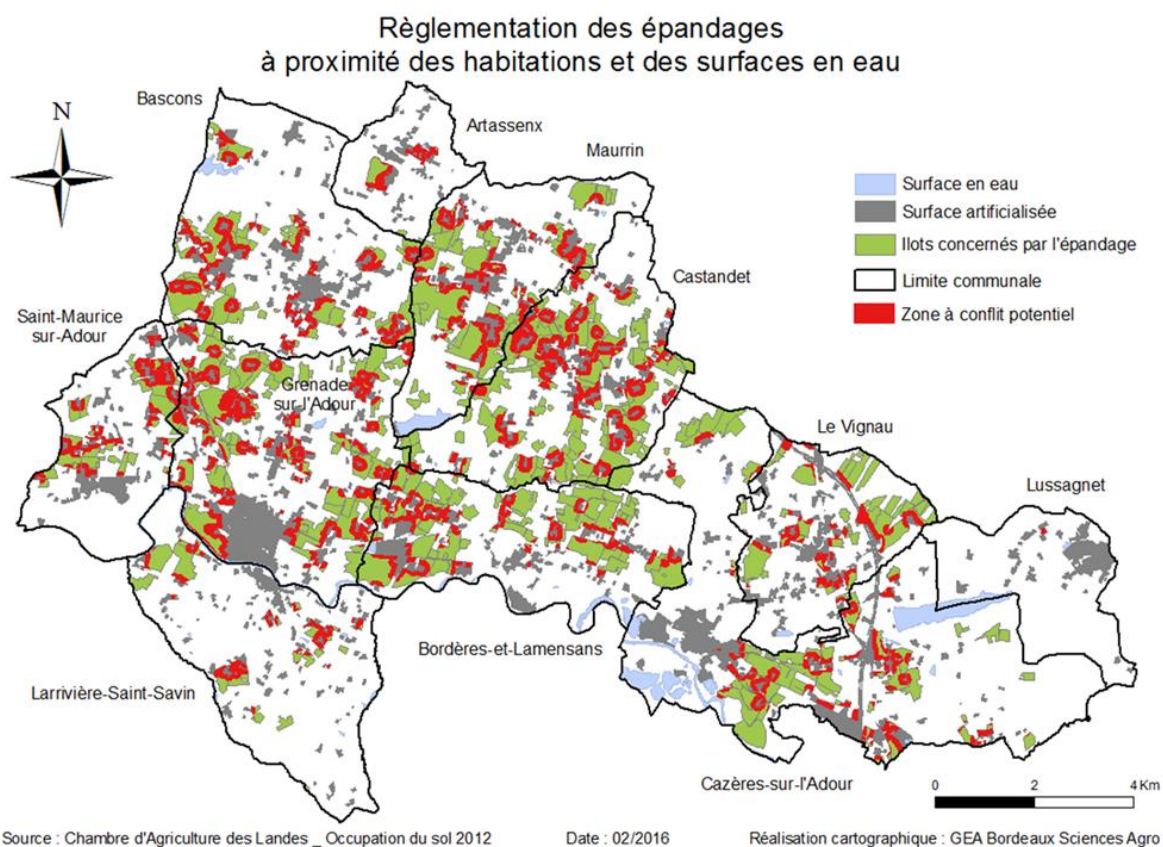 Règlementation des épandages
à proximité des habitations et des surfaces en eau
Bascons
Artassenx
N
Maurrin
Surface en eau
Surface artificialisée
Ilots concernés par l'épandage
Limite communale
Zone à conflit potentiel
Castandet
Saint-Maurice
sur-Adour
Grenade
sur-l'Adour
Le Vignau
Lussagnet
Bordères-et-Lamensans
Larrivière-Saint-Savin
Cazères-sur-l'Adour
0 2 4 Km
Source : Chambre d'Agriculture des Landes _ Occupation du sol 2012 Date : 02/2016 Réalisation cartographique : GEA Bordeaux Sciences Agro